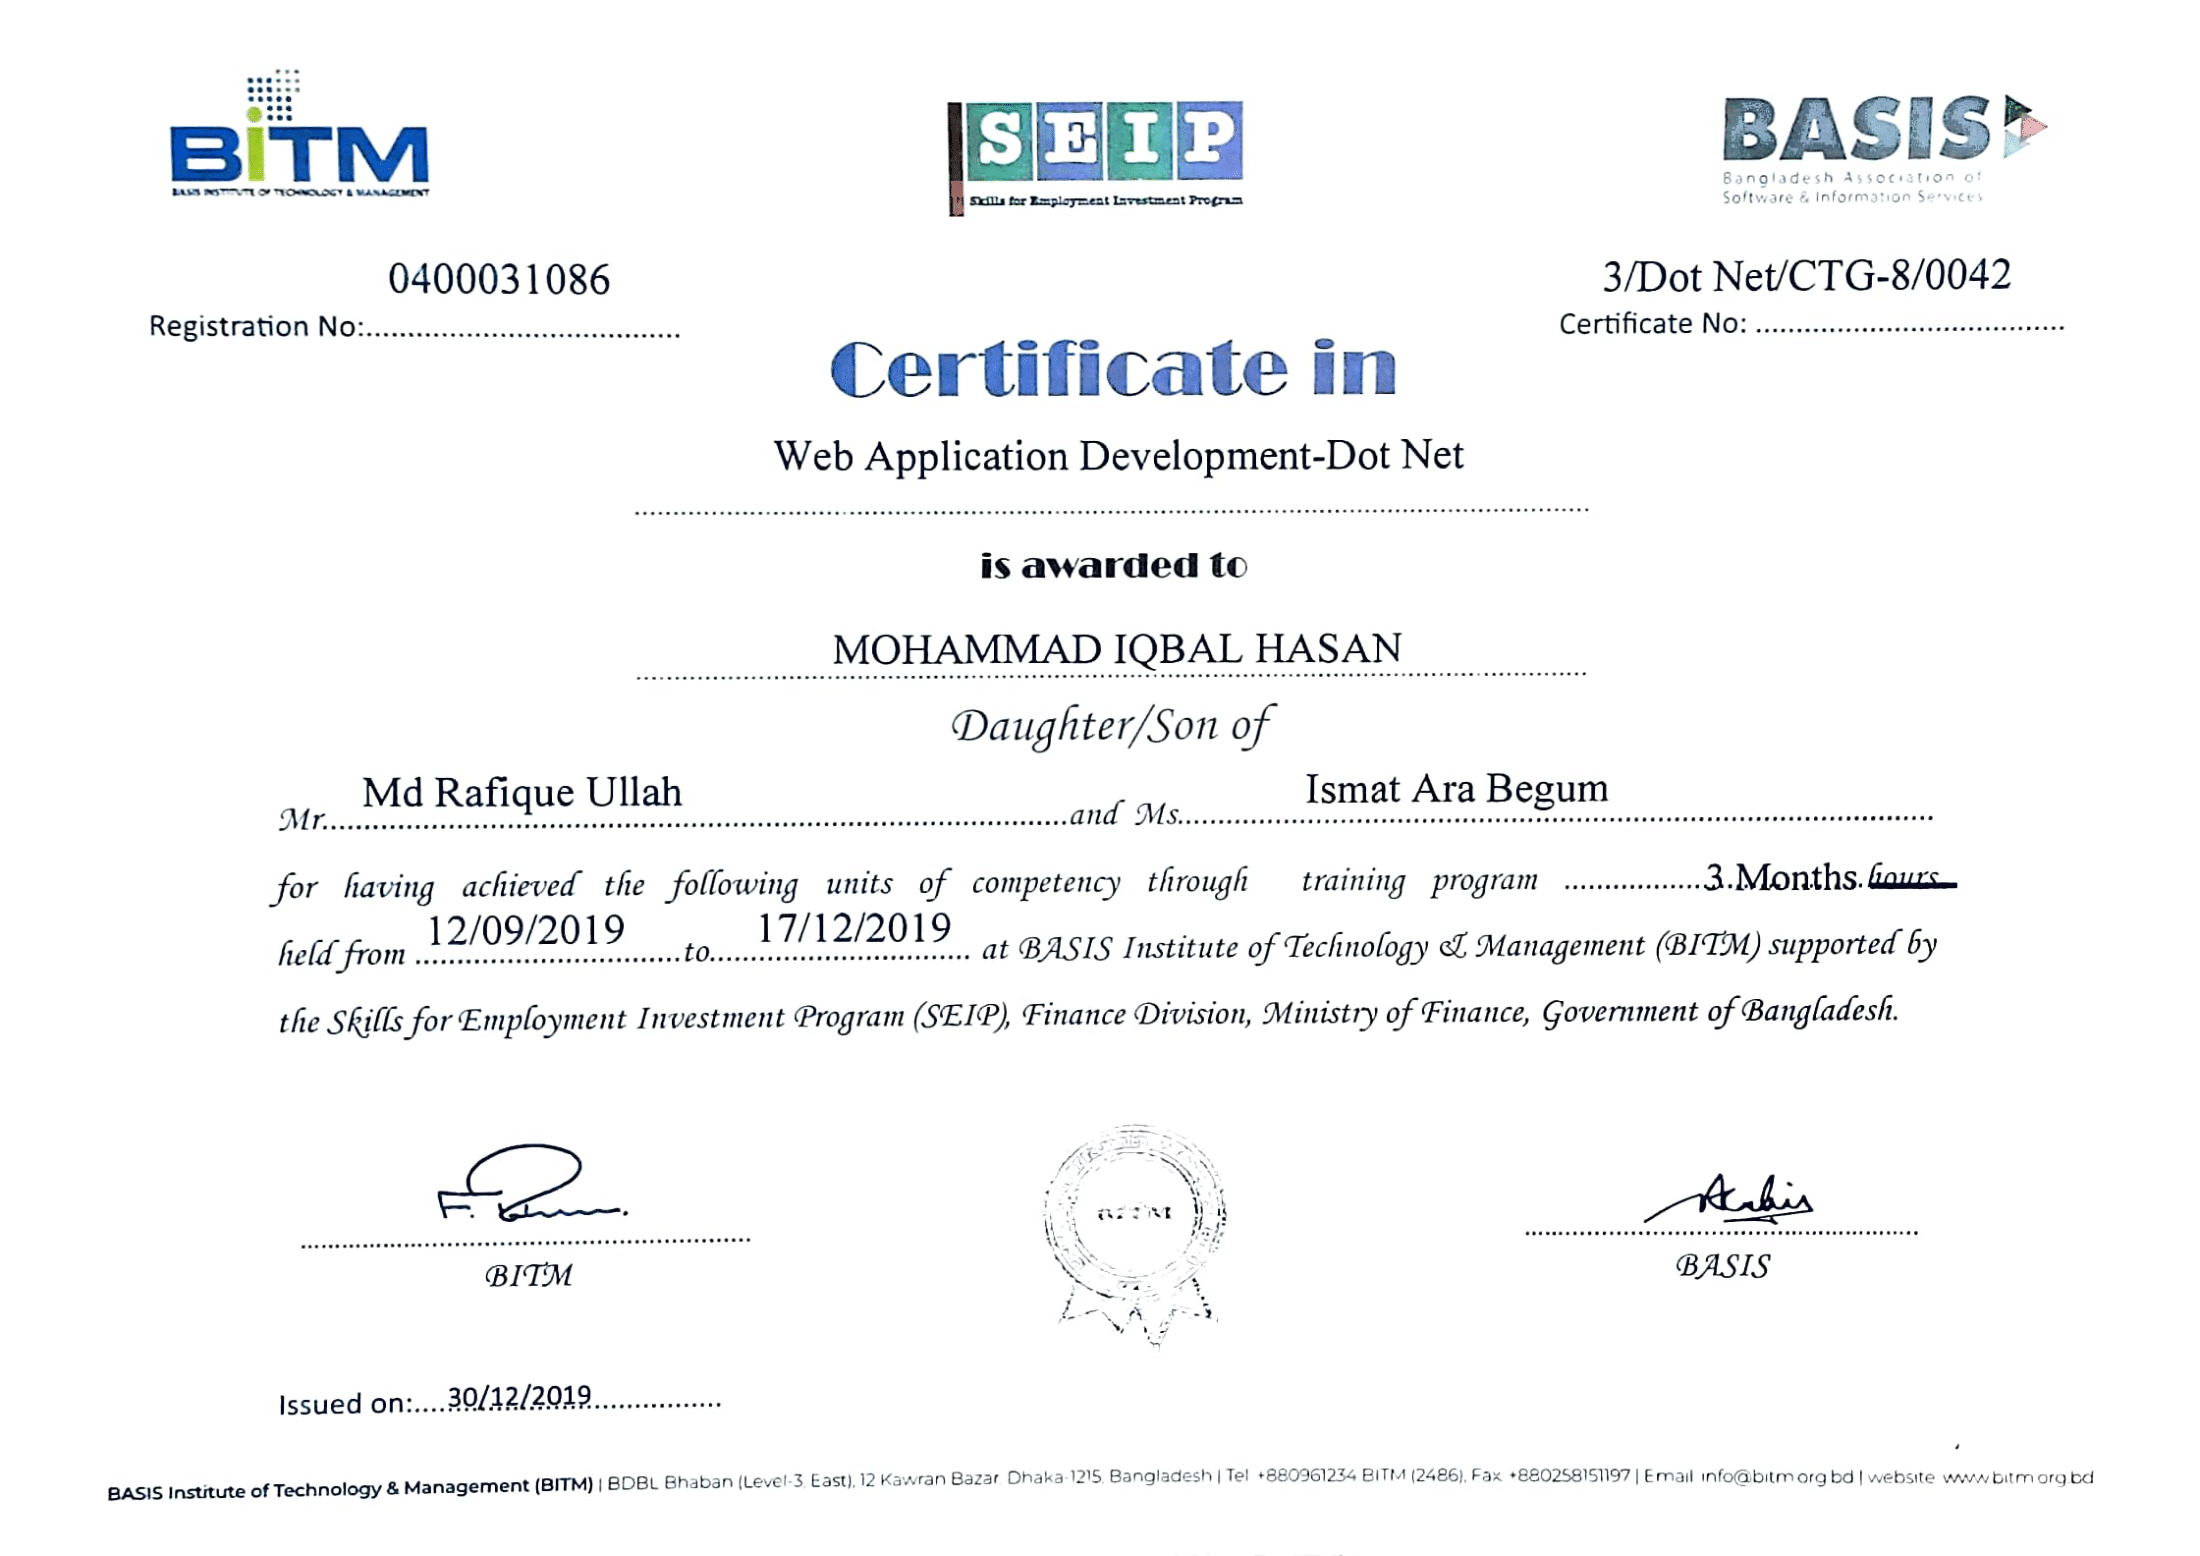 BiTM
BASIS INSTITUTE OF TECHNOLOGY & MANAGEMENT
SEIP
Skills for Employment Investment Program
BASIS
Bangladesh Association of
Software & Information Services
0400031086
Registration No:......................................
3/Dot Net/CTG-8/0042
Certificate No: ......................................
Certificate in
Web Application Development-Dot Net
is awarded to
MOHAMMAD IQBAL HASAN
Daughter/Son of
Mr. Md Rafique Ullah and Ms. Ismat Ara Begum
for having achieved the following units of competency through training program 3 Months hours
held from 12/09/2019 to 17/12/2019 at BASIS Institute of Technology & Management (BITM) supported by
the Skills for Employment Investment Program (SEIP), Finance Division, Ministry of Finance, Government of Bangladesh.
BITM
BITM
BASIS
Issued on:....30/12/2019................
BASIS Institute of Technology & Management (BITM) | BDBL Bhaban (Level-3, East), 12 Kawran Bazar, Dhaka-1215, Bangladesh | Tel +880961234 BITM (2486), Fax +880258151197 | Email info@bitm.org.bd | website www.bitm.org.bd